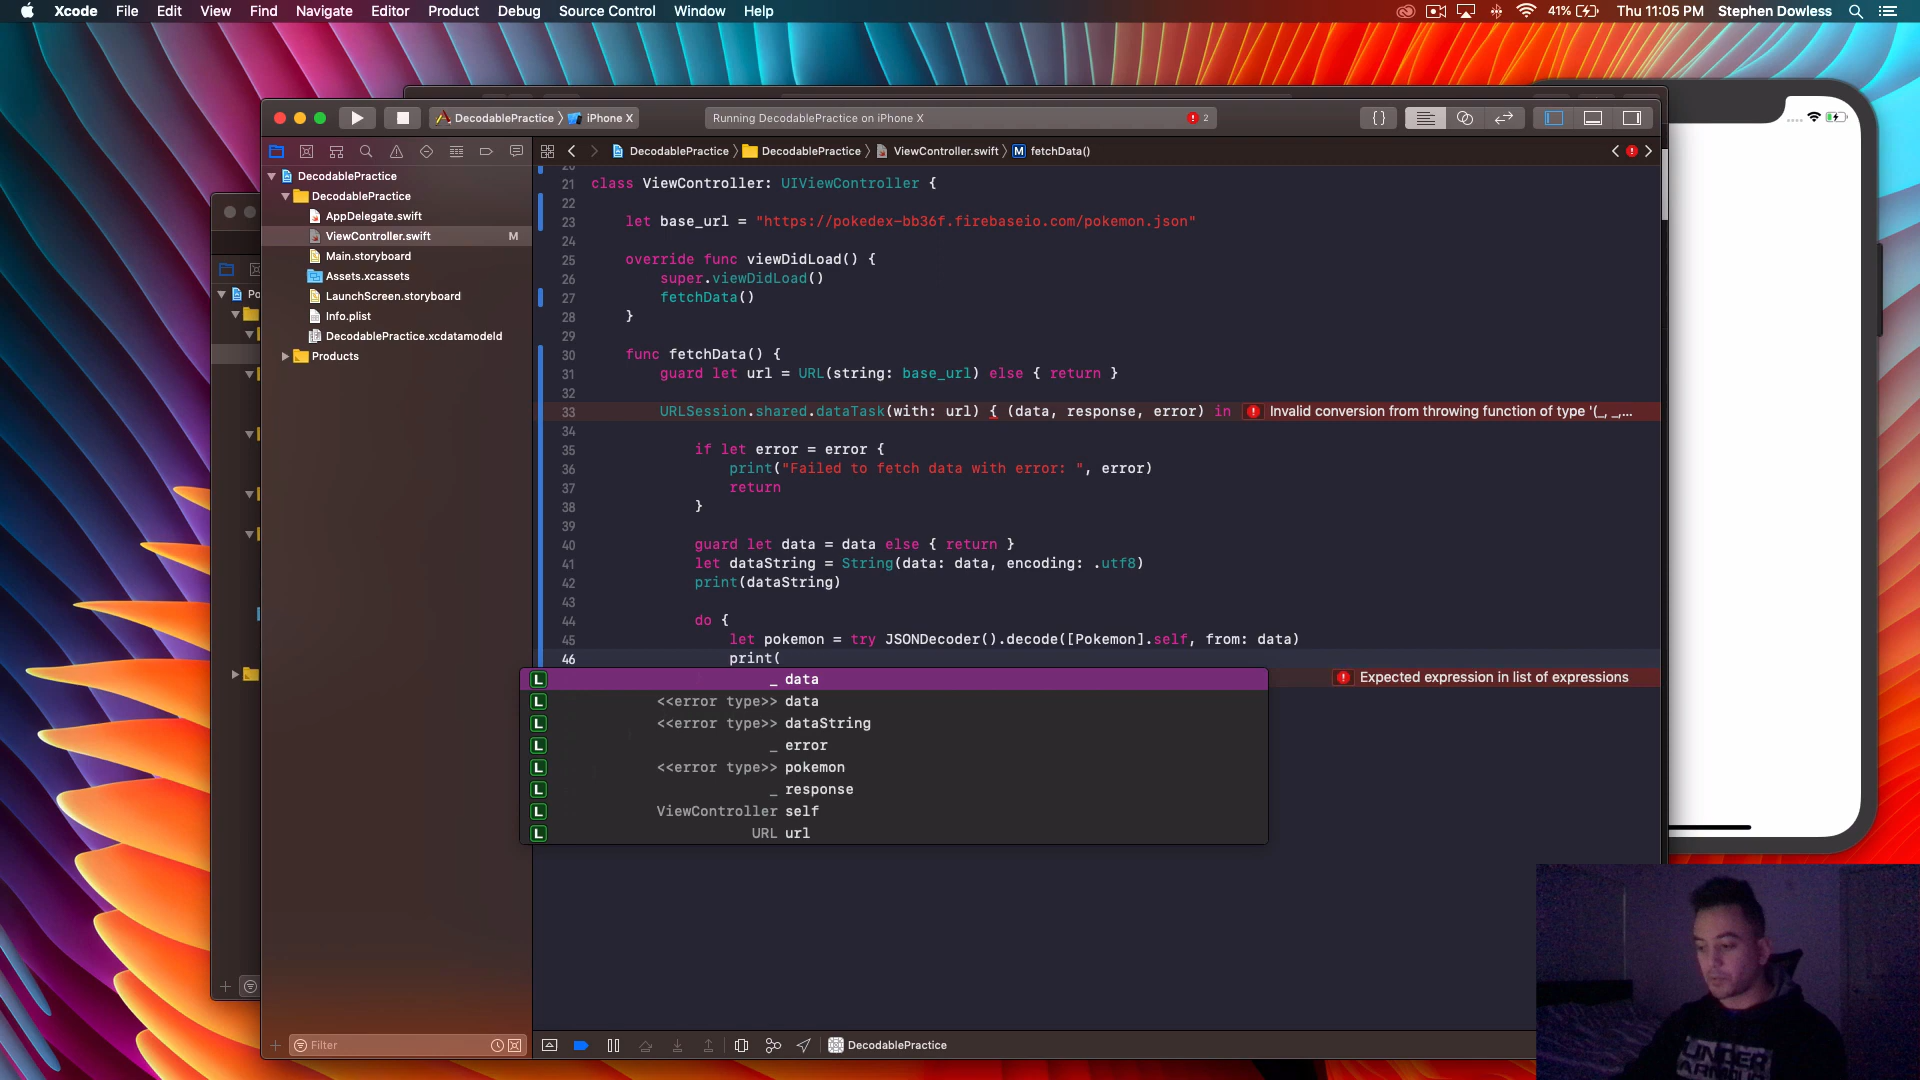 Xcode File Edit View Find Navigate Editor Product Debug Source Control Window Help
41% Thu 11:05 PM Stephen Dowless
DecodablePractice iPhone X
Running DecodablePractice on iPhone X
2
DecodablePractice DecodablePractice ViewController.swift M fetchData()
DecodablePractice
DecodablePractice
AppDelegate.swift
ViewController.swift M
Main.storyboard
Assets.xcassets
LaunchScreen.storyboard
Info.plist
DecodablePractice.xcdatamodeld
Products
Po
21 class ViewController: UIViewController {
22
23 let base_url = "https://pokedex-bb36f.firebaseio.com/pokemon.json"
24
25 override func viewDidLoad() {
26 super.viewDidLoad()
27 fetchData()
28 }
29
30 func fetchData() {
31 guard let url = URL(string: base_url) else { return }
32
33 URLSession.shared.dataTask(with: url) { (data, response, error) in Invalid conversion from throwing function of type '(_, _,...
34
35 if let error = error {
36 print("Failed to fetch data with error: ", error)
37 return
38 }
39
40 guard let data = data else { return }
41 let dataString = String(data: data, encoding: .utf8)
42 print(dataString)
43
44 do {
45 let pokemon = try JSONDecoder().decode([Pokemon].self, from: data)
46 print(
Expected expression in list of expressions
L _ data
L <<error type>> data
L <<error type>> dataString
L _ error
L <<error type>> pokemon
L _ response
L ViewController self
L URL url
Filter
DecodablePractice
UNDER ARMOUR